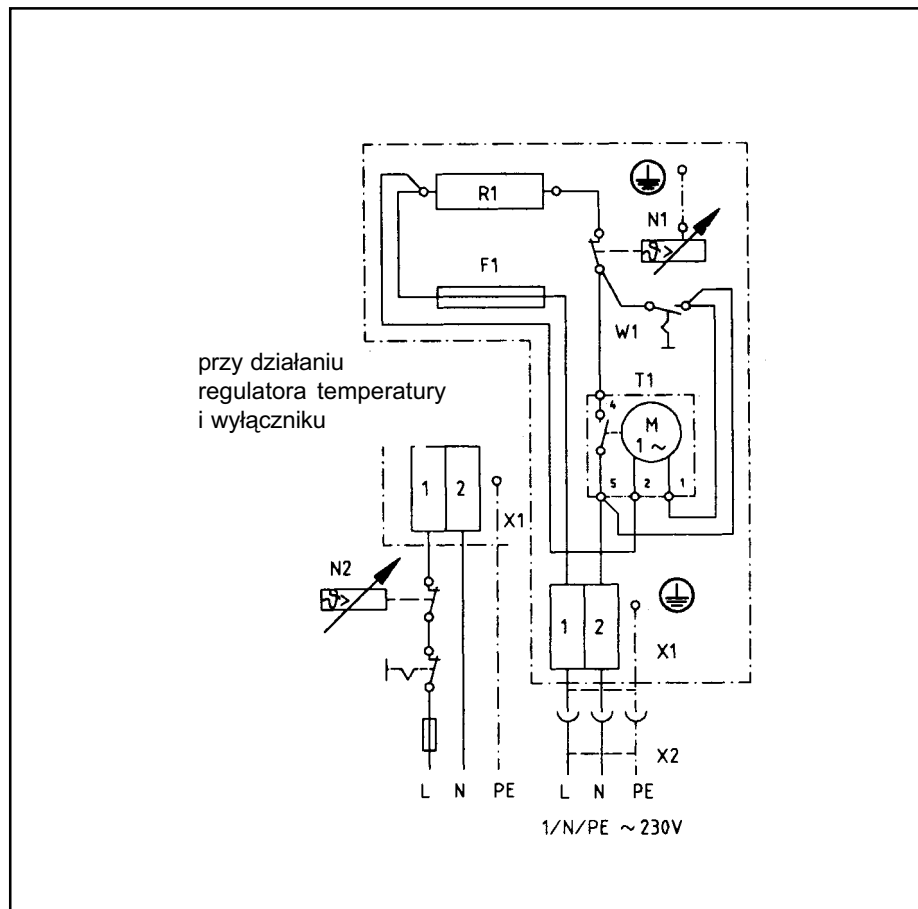 R1
N1
F1
W1
przy działaniu
regulatora temperatury
i wyłączniku
T1
4
M
1 ~
5 2 1
1 2
X1
N2
1 2
X1
X2
L N PE
L N PE
1/N/PE ~ 230V